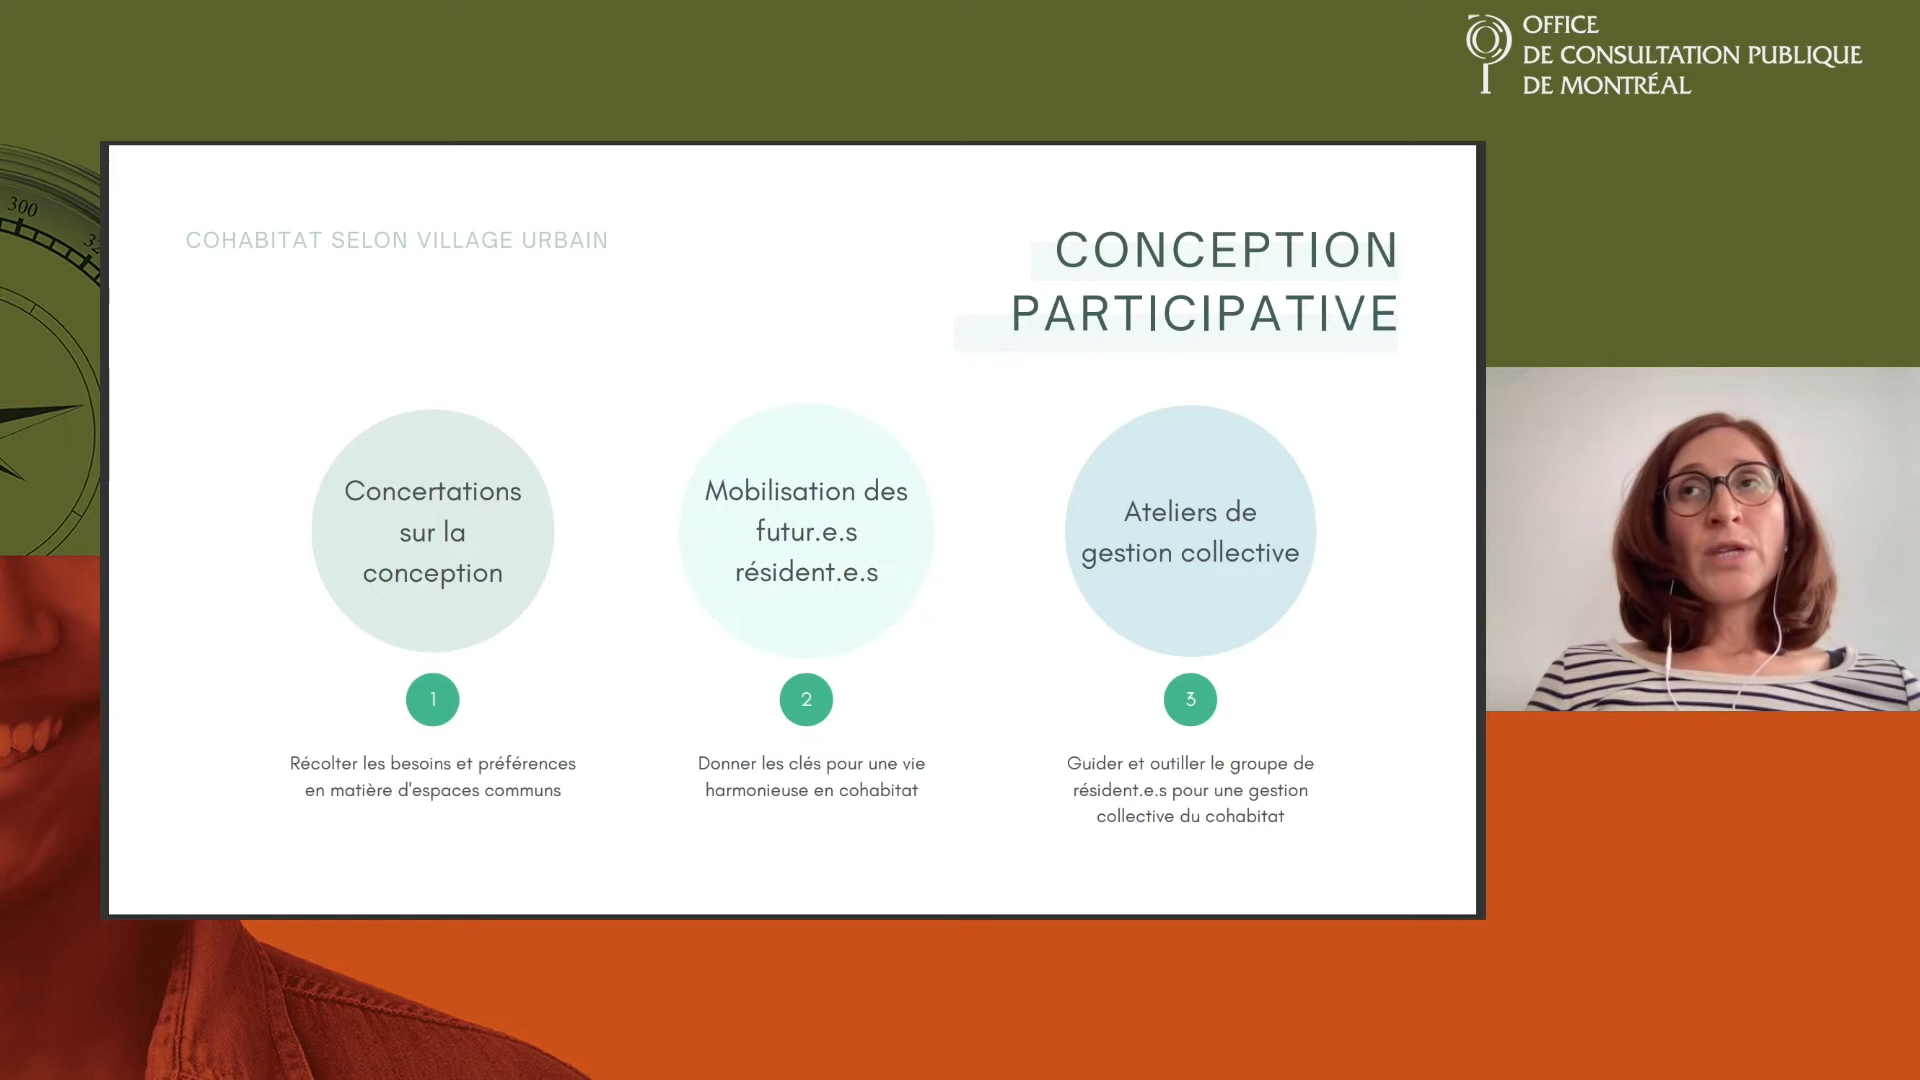 OFFICE
DE CONSULTATION PUBLIQUE
DE MONTRÉAL
COHABITAT SELON VILLAGE URBAIN
CONCEPTION
PARTICIPATIVE
Concertations
sur la
conception
1
Récolter les besoins et préférences
en matière d'espaces communs
Mobilisation des
futur.e.s
résident.e.s
2
Donner les clés pour une vie
harmonieuse en cohabitat
Ateliers de
gestion collective
3
Guider et outiller le groupe de
résident.e.s pour une gestion
collective du cohabitat
300